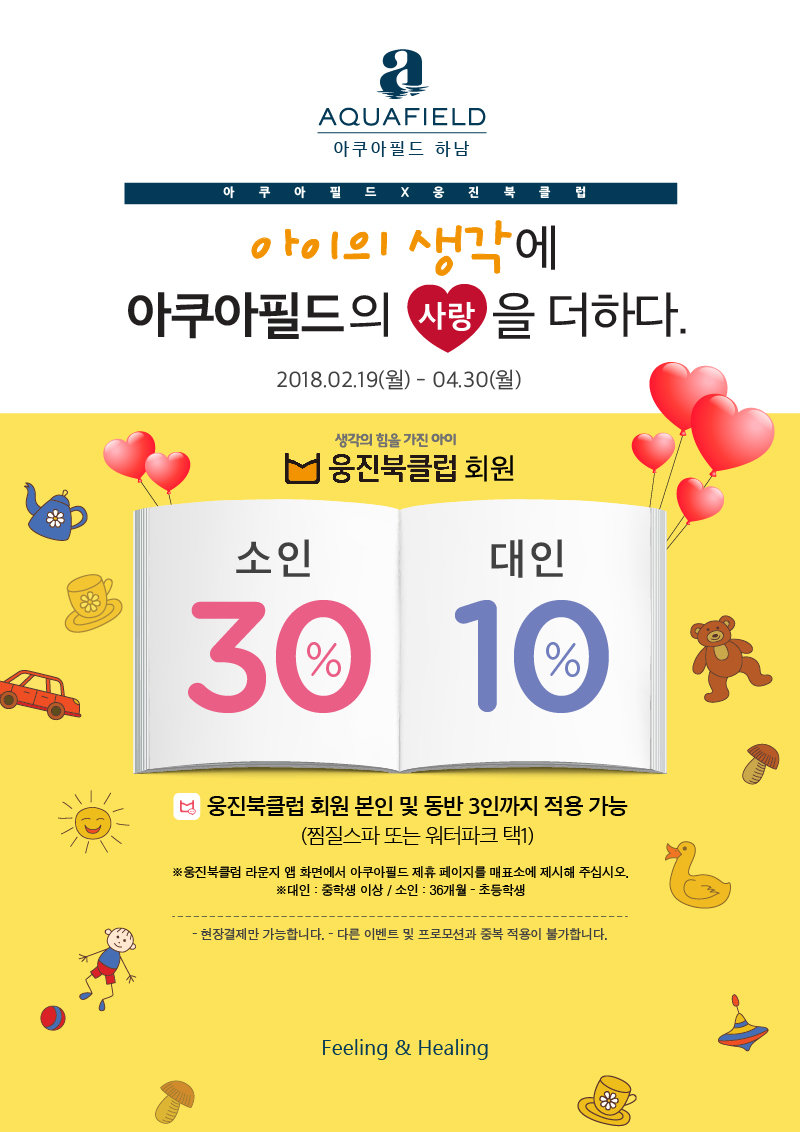 a
AQUAFIELD
아쿠아필드 하남
아쿠아필드X웅진북클럽
아이의 생각에
아쿠아필드의 사랑을 더하다.
2018.02.19(월) - 04.30(월)
생각의 힘을 가진 아이
웅진북클럽 회원
소인 대인
30% 10%
웅진북클럽 회원 본인 및 동반 3인까지 적용 가능
(찜질스파 또는 워터파크 택1)
※웅진북클럽 라운지 앱 화면에서 아쿠아필드 제휴 페이지를 매표소에 제시해 주십시오.
※대인 : 중학생 이상 / 소인 : 36개월 - 초등학생
- 현장결제만 가능합니다. - 다른 이벤트 및 프로모션과 중복 적용이 불가합니다.
Feeling & Healing